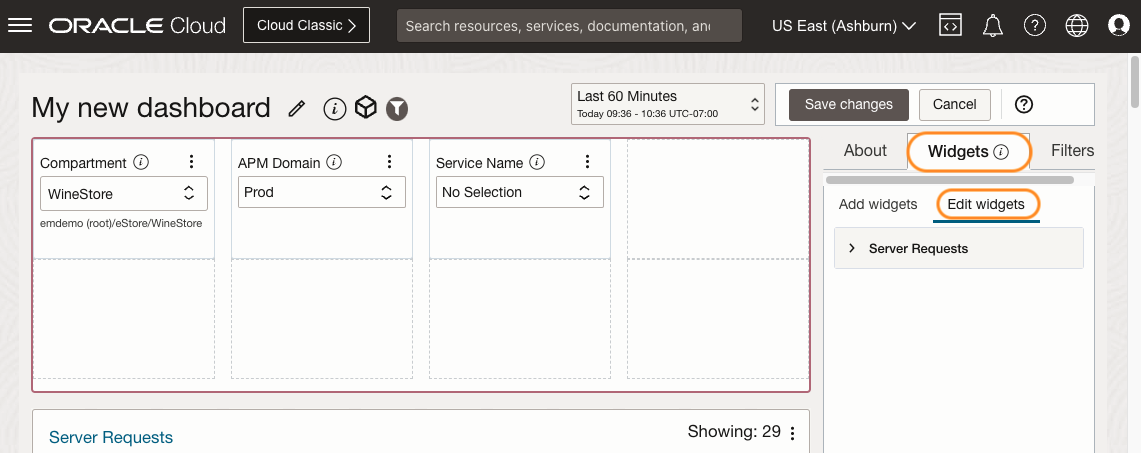 ORACLE Cloud
Cloud Classic >
Search resources, services, documentation, an
US East (Ashburn)
My new dashboard
Last 60 Minutes
Today 09:36 - 10:36 UTC-07:00
Save changes
Cancel
About
Widgets
Filters
Compartment
APM Domain
Service Name
WineStore
Prod
No Selection
emdemo (root)/eStore/WineStore
Add widgets
Edit widgets
Server Requests
Server Requests
Showing: 29